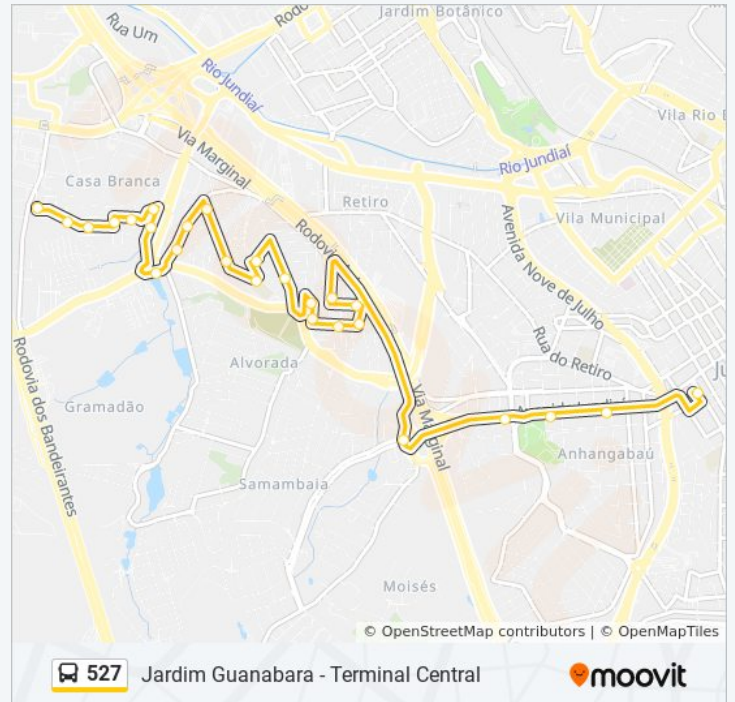 Jardim Botânico
Rua Um
Rodo
Rio Jundiaí
Vila Rio B
Via Marginal
Rio Jundiaí
Casa Branca
Retiro
Vila Municipal
Avenida Nove de Julho
Rua do Retiro
Alvorada
Ju
Rodovia dos Bandeirantes
Gramadão
Via Marginal
Anhangabaú
Samambaia
Moisés
© OpenStreetMap contributors | © OpenMapTiles
527 Jardim Guanabara - Terminal Central
moovit